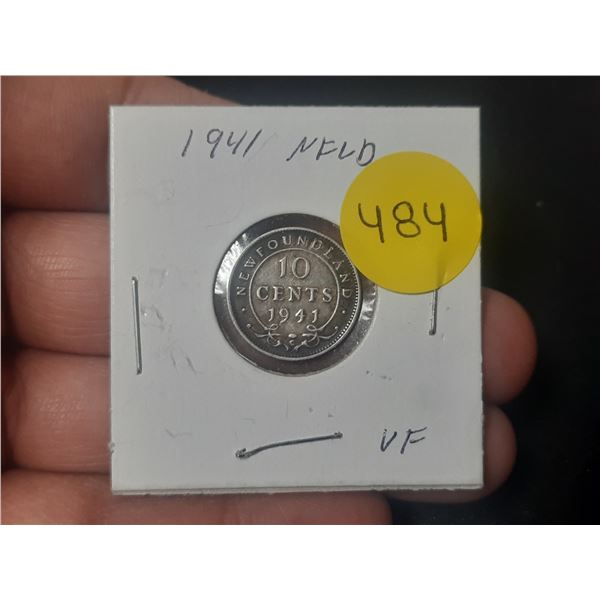 1941 NFLD
484
NEWFOUNDLAND
10
CENTS
1941
VF